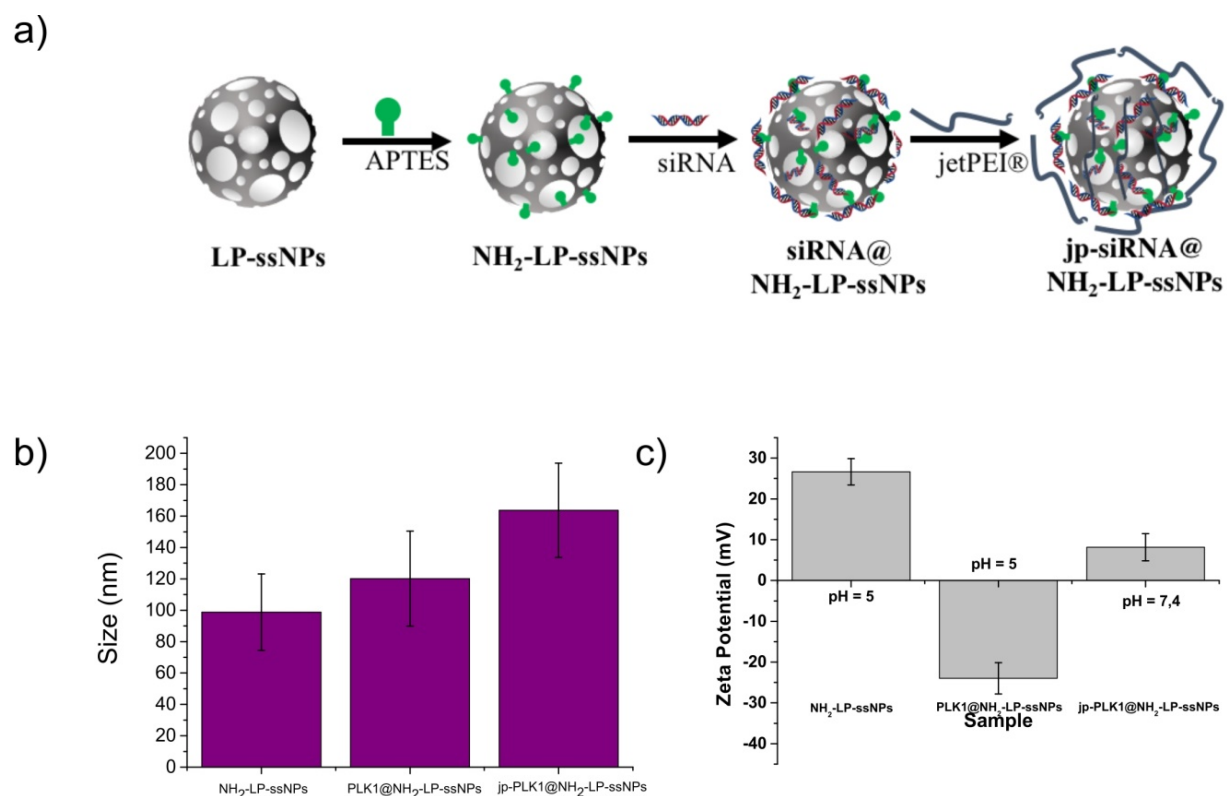 a)
APTES
siRNA
jetPEI®
LP-ssNPs
NH₂-LP-ssNPs
siRNA@
NH₂-LP-ssNPs
jp-siRNA@
NH₂-LP-ssNPs
b)
Size (nm)
200
180
160
140
120
100
80
60
40
20
0
NH₂-LP-ssNPs
PLK1@NH₂-LP-ssNPs
jp-PLK1@NH₂-LP-ssNPs
c)
Zeta Potential (mV)
30
20
10
0
-10
-20
-30
-40
pH = 5
pH = 5
pH = 7,4
NH₂-LP-ssNPs
PLK1@NH₂-LP-ssNPs
jp-PLK1@NH₂-LP-ssNPs
Sample